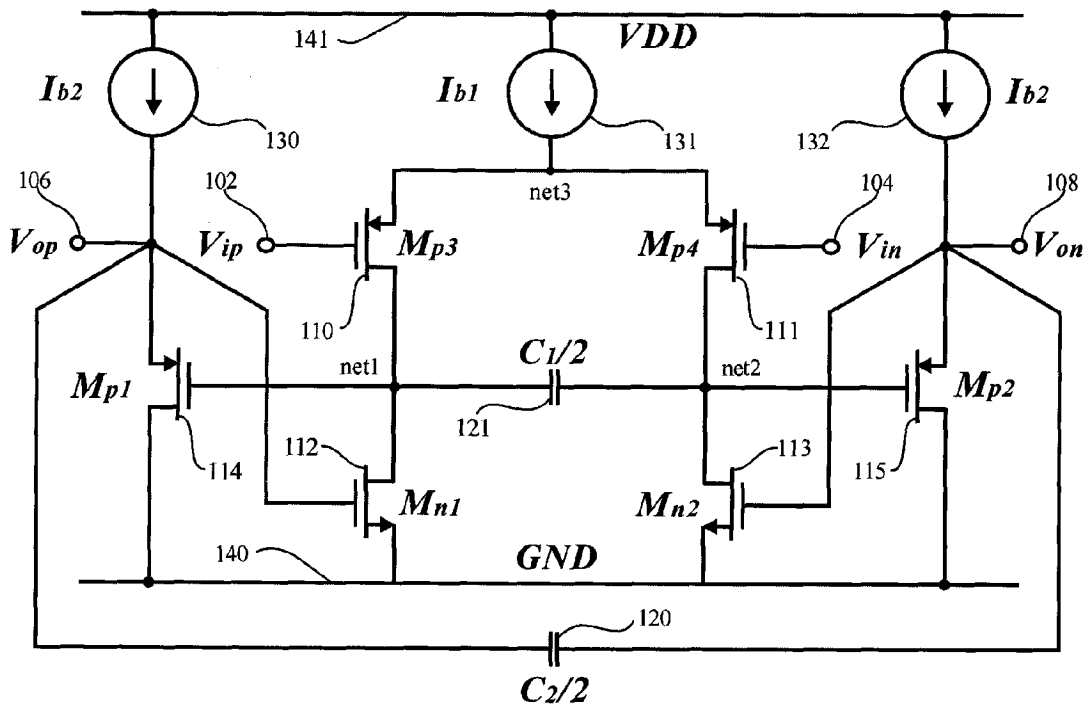 141
VDD
Ib2
Ib1
Ib2
130
131
132
106
102
net3
104
108
Vop
Vip
Mp3
Mp4
Vin
Von
110
111
C1/2
net1
net2
Mp1
Mp2
121
114
112
113
115
Mn1
Mn2
140
GND
120
C2/2